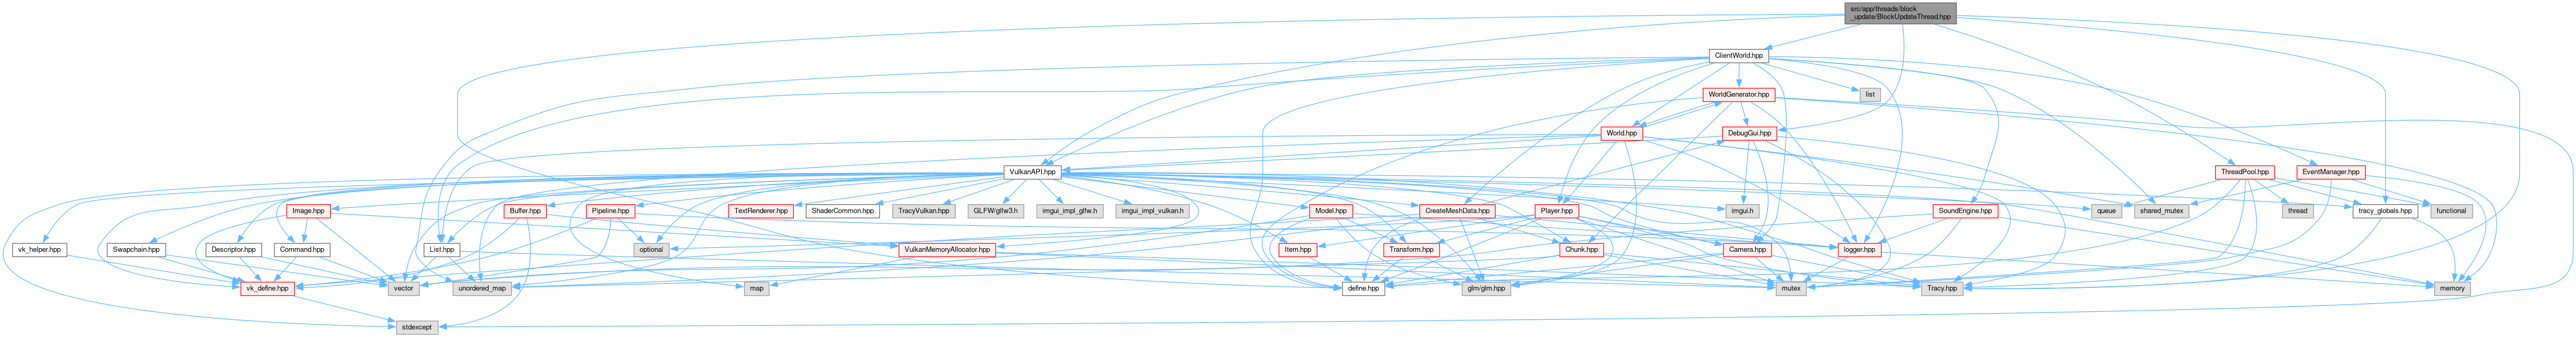 src/app/threads/block
_update/BlockUpdateThread.hpp
ClientWorld.hpp
WorldGenerator.hpp
list
World.hpp
DebugGui.hpp
VulkanAPI.hpp
ThreadPool.hpp
EventManager.hpp
Image.hpp
Buffer.hpp
Pipeline.hpp
TextRenderer.hpp
ShaderCommon.hpp
TracyVulkan.hpp
GLFW/glfw3.h
imgui_impl_glfw.h
imgui_impl_vulkan.h
Model.hpp
CreateMeshData.hpp
Player.hpp
imgui.h
SoundEngine.hpp
queue
shared_mutex
thread
tracy_globals.hpp
functional
vk_helper.hpp
Swapchain.hpp
Descriptor.hpp
Command.hpp
List.hpp
optional
VulkanMemoryAllocator.hpp
Item.hpp
Transform.hpp
Camera.hpp
Chunk.hpp
logger.hpp
vk_define.hpp
vector
unordered_map
map
define.hpp
glm/glm.hpp
mutex
Tracy.hpp
memory
stdexcept